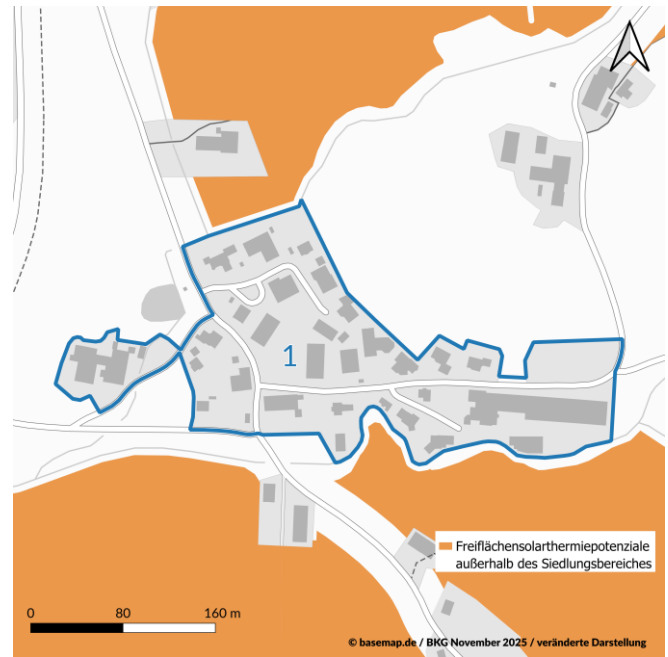 1
Freiflächensolarthermiepotenziale
außerhalb des Siedlungsbereiches
0 80 160 m
© basemap.de / BKG November 2025 / veränderte Darstellung